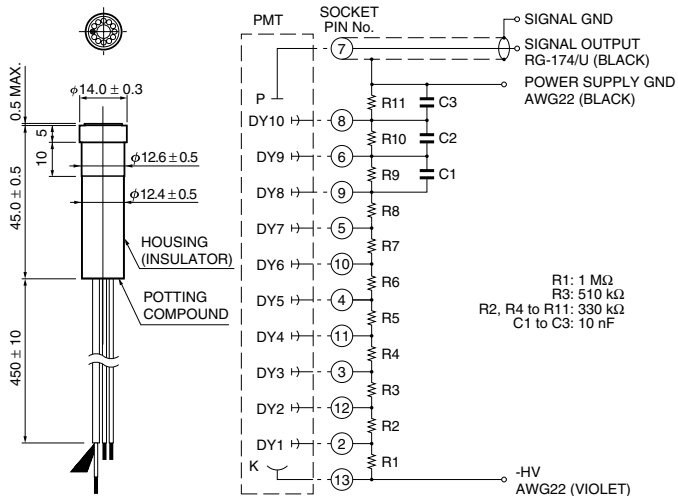 0.5 MAX.
ϕ14.0 ± 0.3
5
10
ϕ12.6 ± 0.5
ϕ12.4 ± 0.5
45.0 ± 0.5
HOUSING
(INSULATOR)
POTTING
COMPOUND
450 ± 10
PMT
SOCKET
PIN No.
SIGNAL GND
7
SIGNAL OUTPUT
RG-174/U (BLACK)
POWER SUPPLY GND
AWG22 (BLACK)
P
R11
C3
DY10
8
R10
C2
DY9
6
R9
C1
DY8
9
R8
DY7
5
R7
DY6
10
R6
DY5
4
R5
DY4
11
R4
DY3
3
R3
DY2
12
R2
DY1
2
R1
K
13
-HV
AWG22 (VIOLET)
R1: 1 MΩ
R3: 510 kΩ
R2, R4 to R11: 330 kΩ
C1 to C3: 10 nF